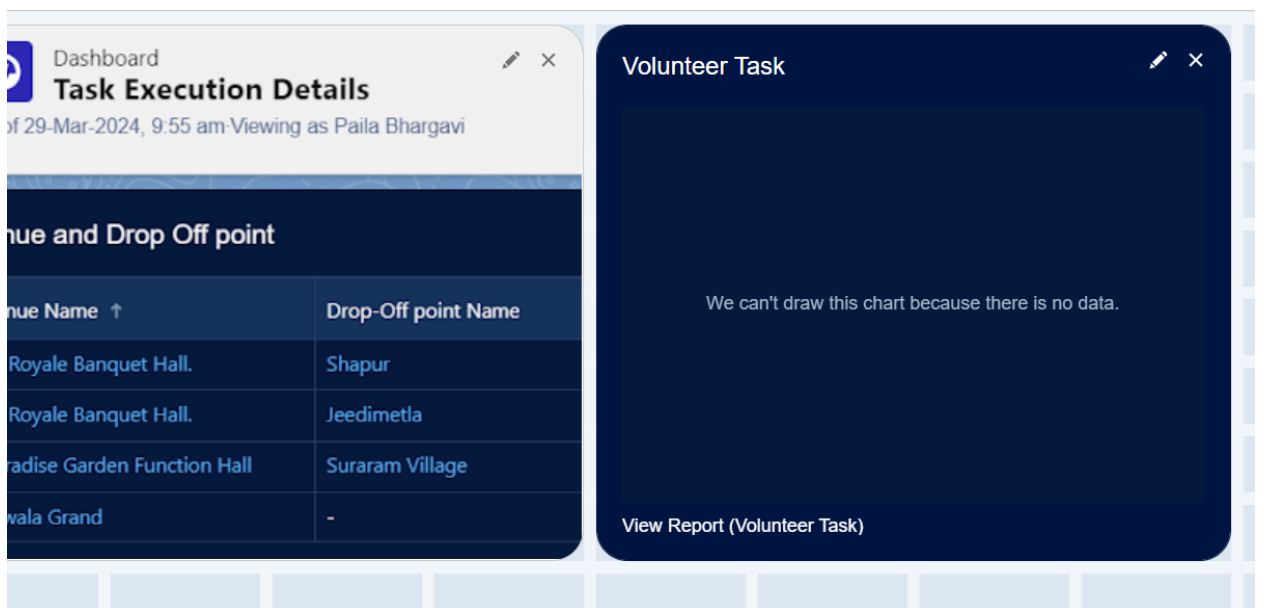 Dashboard
Task Execution Details
of 29-Mar-2024, 9:55 am·Viewing as Paila Bhargavi
nue and Drop Off point
nue Name ↑ Drop-Off point Name
Royale Banquet Hall. Shapur
Royale Banquet Hall. Jeedimetla
radise Garden Function Hall Suraram Village
wala Grand -
Volunteer Task
We can't draw this chart because there is no data.
View Report (Volunteer Task)